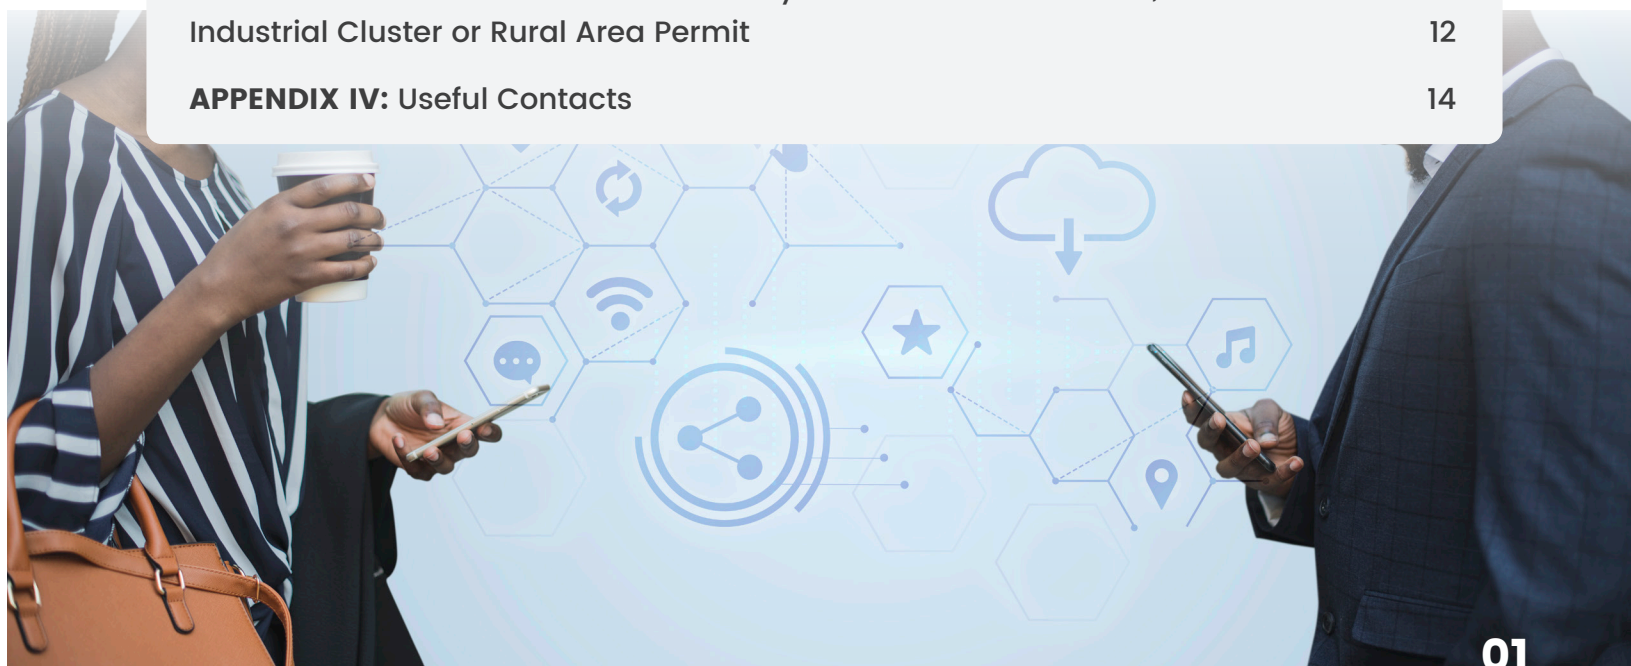 Industrial Cluster or Rural Area Permit 12
APPENDIX IV: Useful Contacts 14
01